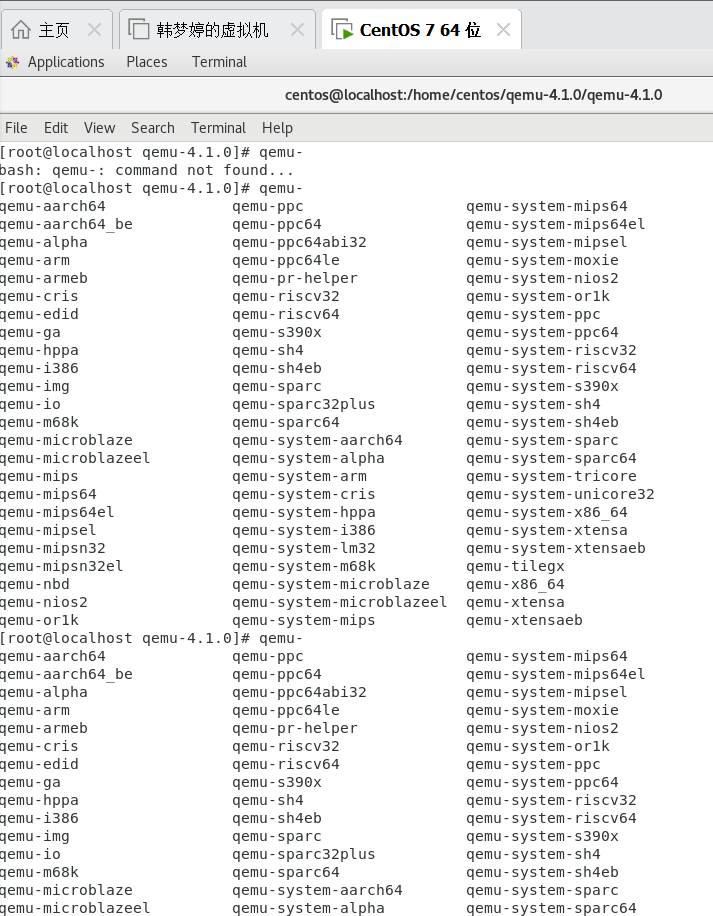 主页 韩梦婷的虚拟机 CentOS 7 64 位
Applications Places Terminal
centos@localhost:/home/centos/qemu-4.1.0/qemu-4.1.0
File Edit View Search Terminal Help
[root@localhost qemu-4.1.0]# qemu-
bash: qemu-: command not found...
[root@localhost qemu-4.1.0]# qemu-
qemu-aarch64 qemu-ppc qemu-system-mips64
qemu-aarch64_be qemu-ppc64 qemu-system-mips64el
qemu-alpha qemu-ppc64abi32 qemu-system-mipsel
qemu-arm qemu-ppc64le qemu-system-moxie
qemu-armeb qemu-pr-helper qemu-system-nios2
qemu-cris qemu-riscv32 qemu-system-or1k
qemu-edid qemu-riscv64 qemu-system-ppc
qemu-ga qemu-s390x qemu-system-ppc64
qemu-hppa qemu-sh4 qemu-system-riscv32
qemu-i386 qemu-sh4eb qemu-system-riscv64
qemu-img qemu-sparc qemu-system-s390x
qemu-io qemu-sparc32plus qemu-system-sh4
qemu-m68k qemu-sparc64 qemu-system-sh4eb
qemu-microblaze qemu-system-aarch64 qemu-system-sparc
qemu-microblazeel qemu-system-alpha qemu-system-sparc64
qemu-mips qemu-system-arm qemu-system-tricore
qemu-mips64 qemu-system-cris qemu-system-unicore32
qemu-mips64el qemu-system-hppa qemu-system-x86_64
qemu-mipsel qemu-system-i386 qemu-system-xtensa
qemu-mipsn32 qemu-system-lm32 qemu-system-xtensaeb
qemu-mipsn32el qemu-system-m68k qemu-tilegx
qemu-nbd qemu-system-microblaze qemu-x86_64
qemu-nios2 qemu-system-microblazeel qemu-xtensa
qemu-or1k qemu-system-mips qemu-xtensaeb
[root@localhost qemu-4.1.0]# qemu-
qemu-aarch64 qemu-ppc qemu-system-mips64
qemu-aarch64_be qemu-ppc64 qemu-system-mips64el
qemu-alpha qemu-ppc64abi32 qemu-system-mipsel
qemu-arm qemu-ppc64le qemu-system-moxie
qemu-armeb qemu-pr-helper qemu-system-nios2
qemu-cris qemu-riscv32 qemu-system-or1k
qemu-edid qemu-riscv64 qemu-system-ppc
qemu-ga qemu-s390x qemu-system-ppc64
qemu-hppa qemu-sh4 qemu-system-riscv32
qemu-i386 qemu-sh4eb qemu-system-riscv64
qemu-img qemu-sparc qemu-system-s390x
qemu-io qemu-sparc32plus qemu-system-sh4
qemu-m68k qemu-sparc64 qemu-system-sh4eb
qemu-microblaze qemu-system-aarch64 qemu-system-sparc
qemu-microblazeel qemu-system-alpha qemu-system-sparc64